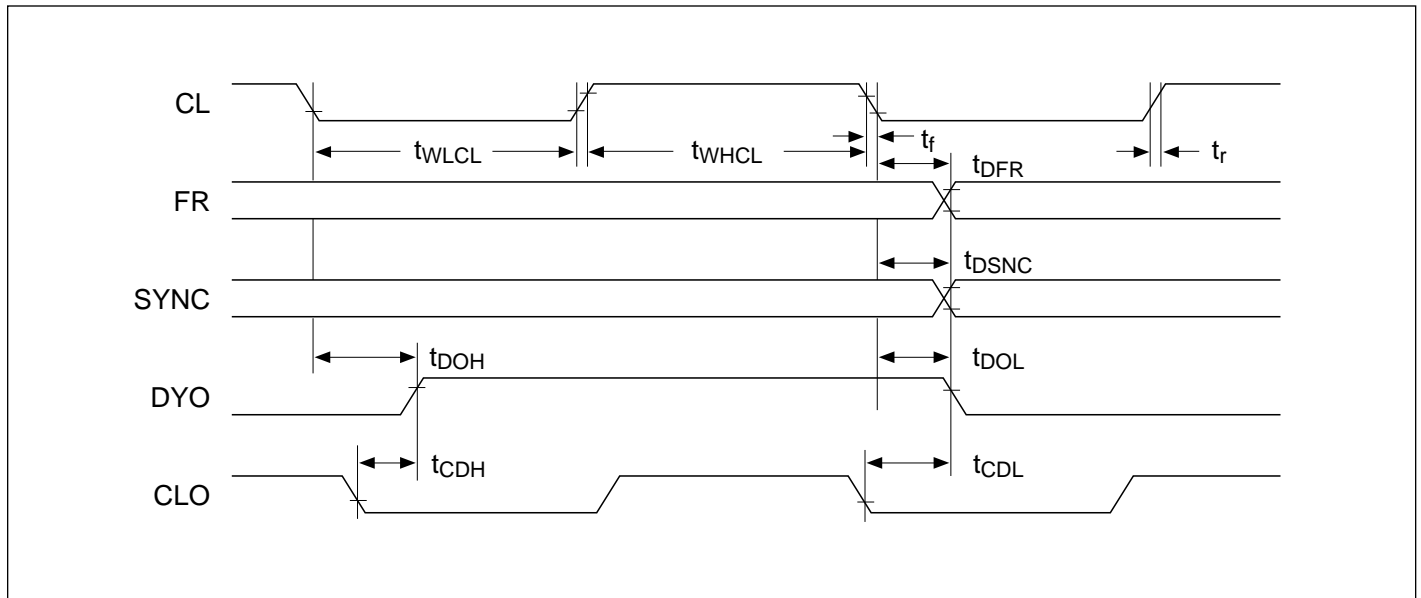 CL
tWLCL
tWHCL
tf
tr
tDFR
FR
tDSNC
SYNC
tDOH
tDOL
DYO
tCDH
tCDL
CLO